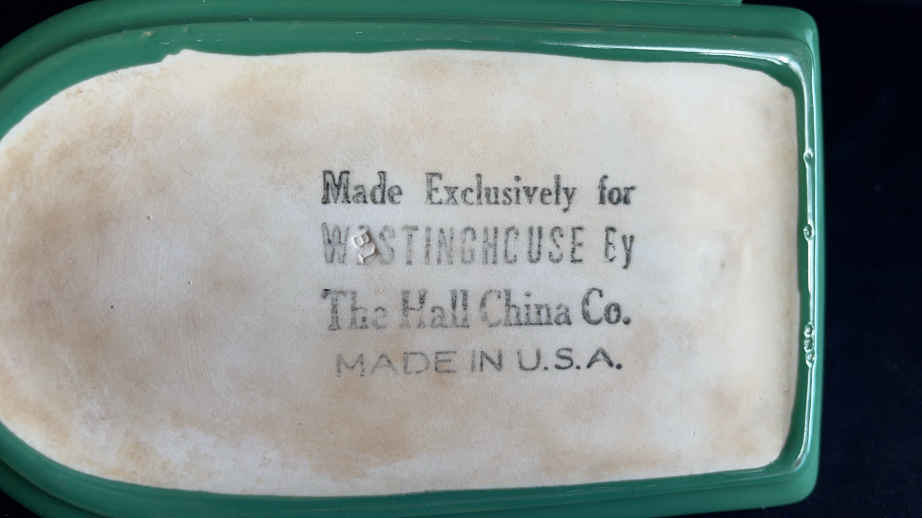 Made Exclusively for
WESTINGHOUSE By
The Hall China Co.
MADE IN U.S.A.